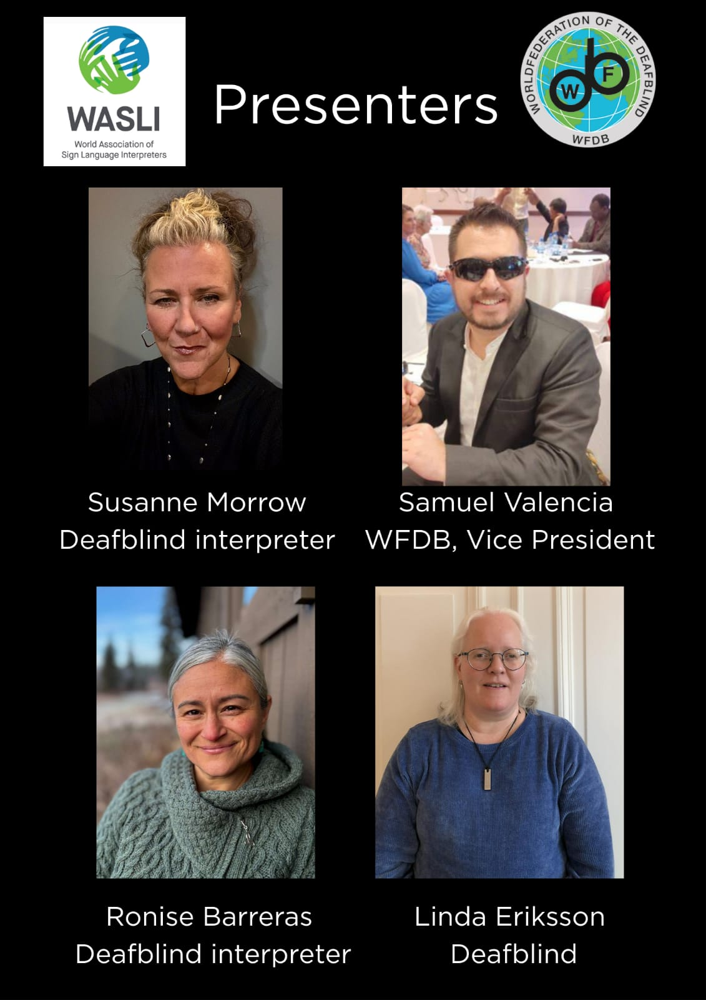 WASLI
World Association of
Sign Language Interpreters
Presenters
WORLDFEDERATION OF THE DEAFBLIND
W F
db
WFDB
Susanne Morrow
Deafblind interpreter
Samuel Valencia
WFDB, Vice President
Ronise Barreras
Deafblind interpreter
Linda Eriksson
Deafblind